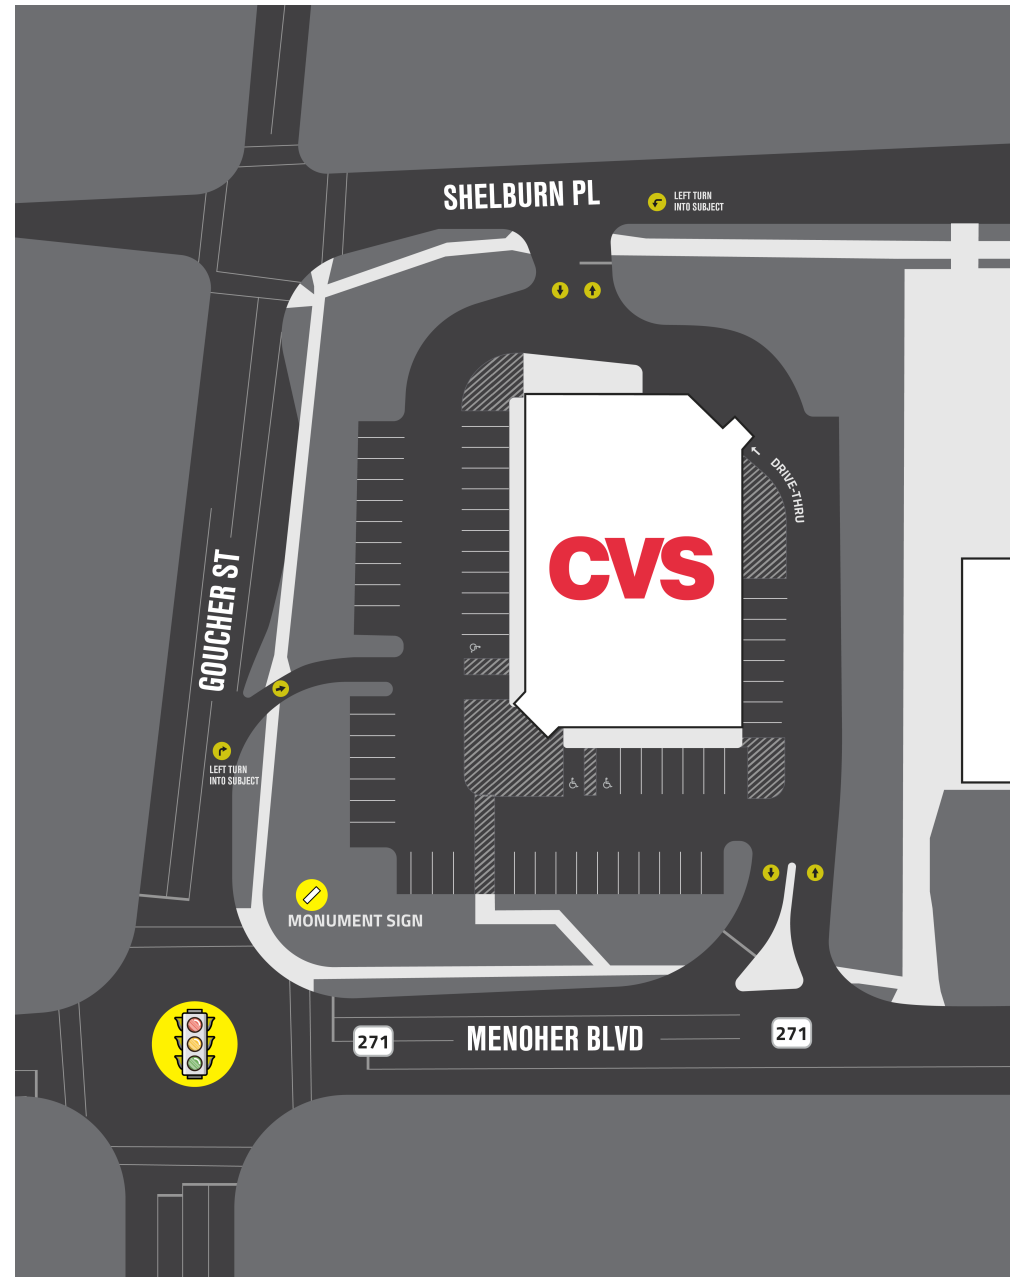 SHELBURN PL
LEFT TURN
INTO SUBJECT
DRIVE-THRU
CVS
GOUCHER ST
LEFT TURN
INTO SUBJECT
MONUMENT SIGN
271
MENOHER BLVD
271